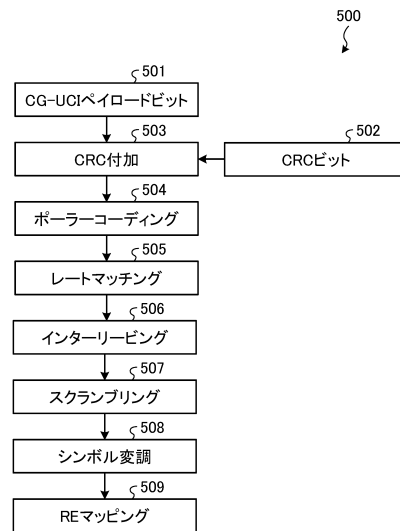 500
501
CG-UCIペイロードビット
503
502
CRC付加
CRCビット
504
ポーラーコーディング
505
レートマッチング
506
インターリービング
507
スクランブリング
508
シンボル変調
509
REマッピング